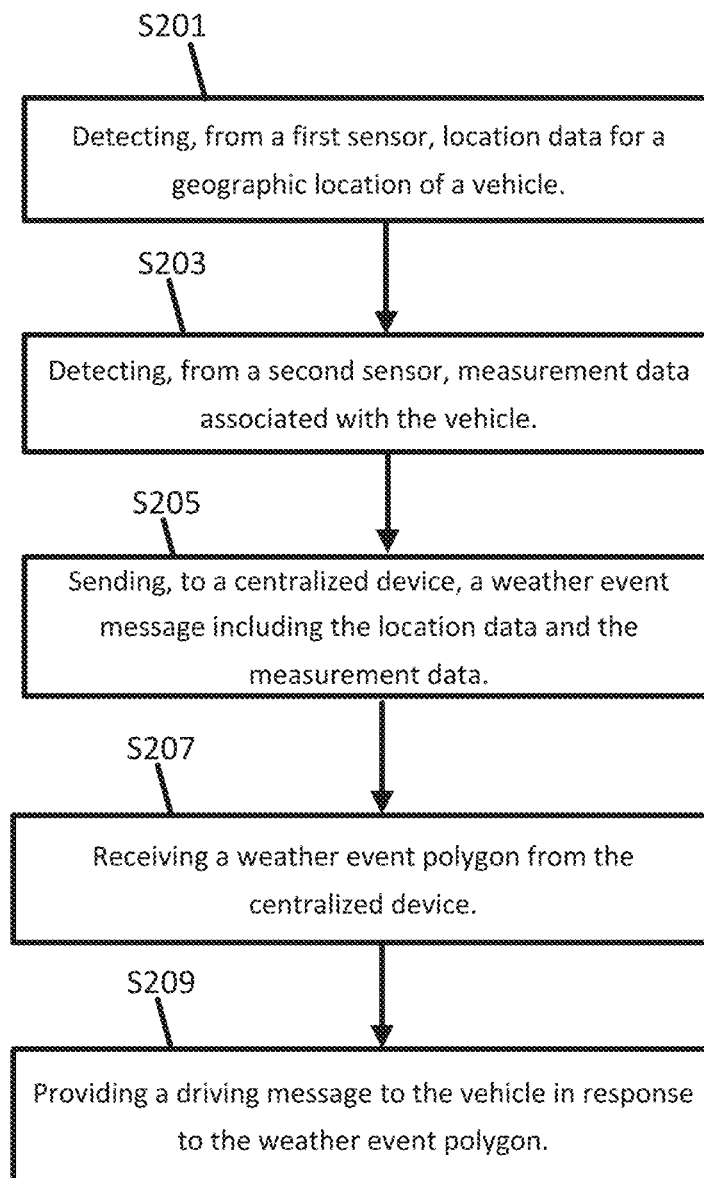 S201
Detecting, from a first sensor, location data for a
geographic location of a vehicle.
S203
Detecting, from a second sensor, measurement data
associated with the vehicle.
S205
Sending, to a centralized device, a weather event
message including the location data and the
measurement data.
S207
Receiving a weather event polygon from the
centralized device.
S209
Providing a driving message to the vehicle in response
to the weather event polygon.